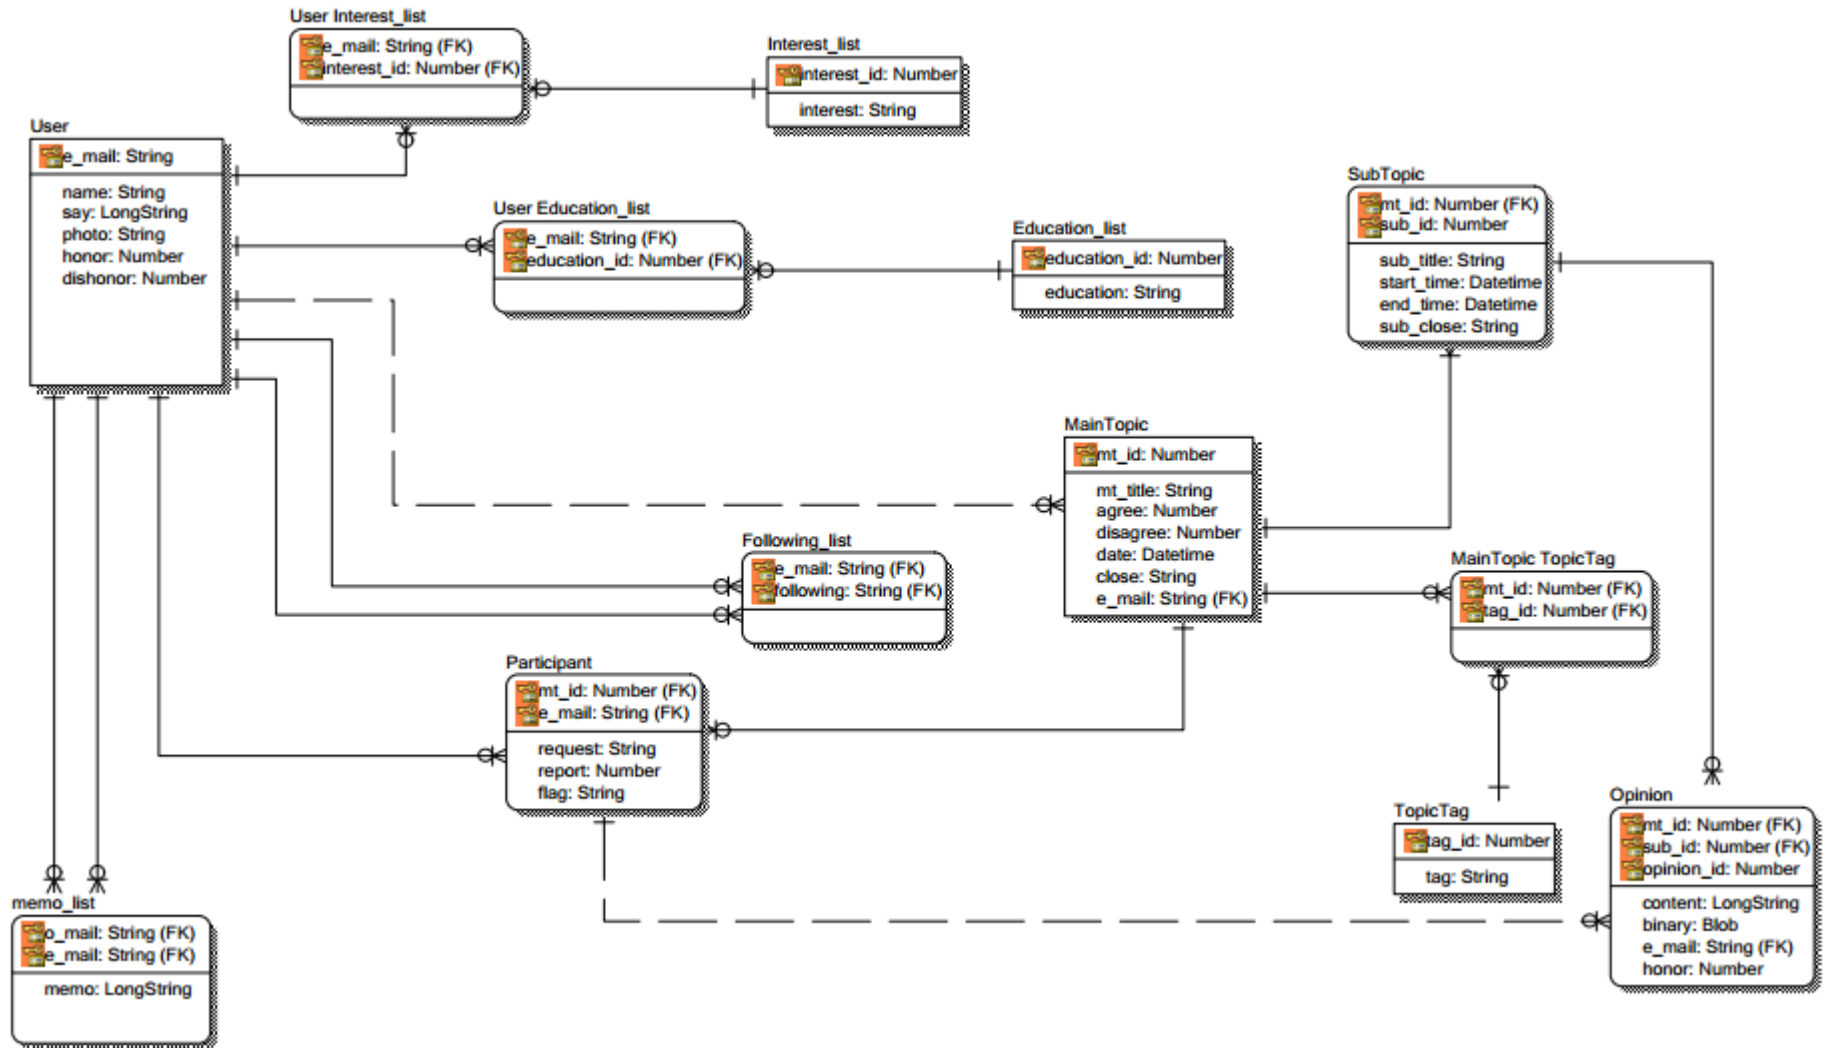 User Interest_list
e_mail: String (FK)
interest_id: Number (FK)
Interest_list
interest_id: Number
interest: String
User
e_mail: String
name: String
say: LongString
photo: String
honor: Number
dishonor: Number
User Education_list
e_mail: String (FK)
education_id: Number (FK)
Education_list
education_id: Number
education: String
SubTopic
mt_id: Number (FK)
sub_id: Number
sub_title: String
start_time: Datetime
end_time: Datetime
sub_close: String
MainTopic
mt_id: Number
mt_title: String
agree: Number
disagree: Number
date: Datetime
close: String
e_mail: String (FK)
Following_list
e_mail: String (FK)
following: String (FK)
MainTopic TopicTag
mt_id: Number (FK)
tag_id: Number (FK)
Participant
mt_id: Number (FK)
e_mail: String (FK)
request: String
report: Number
flag: String
TopicTag
tag_id: Number
tag: String
Opinion
mt_id: Number (FK)
sub_id: Number (FK)
opinion_id: Number
content: LongString
binary: Blob
e_mail: String (FK)
honor: Number
memo_list
o_mail: String (FK)
e_mail: String (FK)
memo: LongString